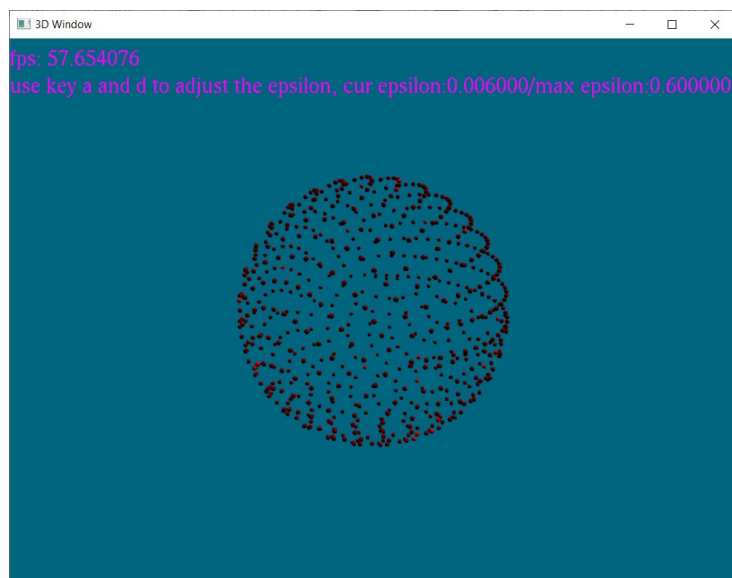 3D Window
fps: 57.654076
use key a and d to adjust the epsilon, cur epsilon:0.006000/max epsilon:0.600000